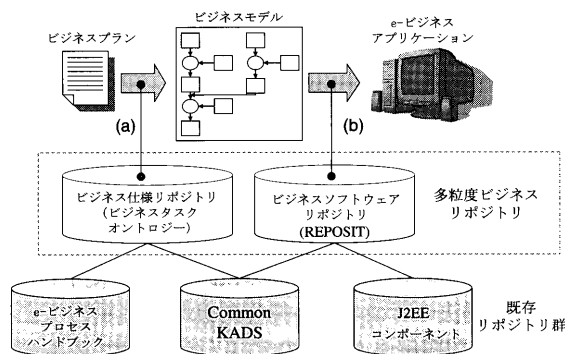 ビジネスプラン
ビジネスモデル
e-ビジネス
アプリケーション
(a)
(b)
ビジネス仕様リポジトリ
(ビジネスタスク
オントロジー)
ビジネスソフトウェア
リポジトリ
(REPOSIT)
多粒度ビジネス
リポジトリ
e-ビジネス
プロセス
ハンドブック
Common
KADS
J2EE
コンポーネント
既存
リポジトリ群